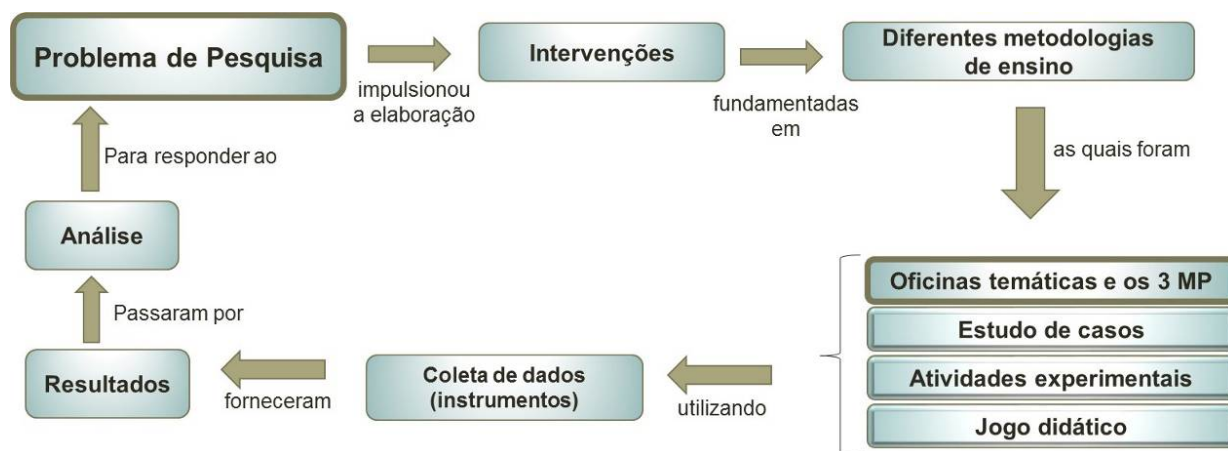 Problema de Pesquisa
impulsionou
a elaboração
Intervenções
fundamentadas
em
Diferentes metodologias
de ensino
as quais foram
Oficinas temáticas e os 3 MP
Estudo de casos
Atividades experimentais
Jogo didático
utilizando
Coleta de dados
(instrumentos)
forneceram
Resultados
Passaram por
Análise
Para responder ao